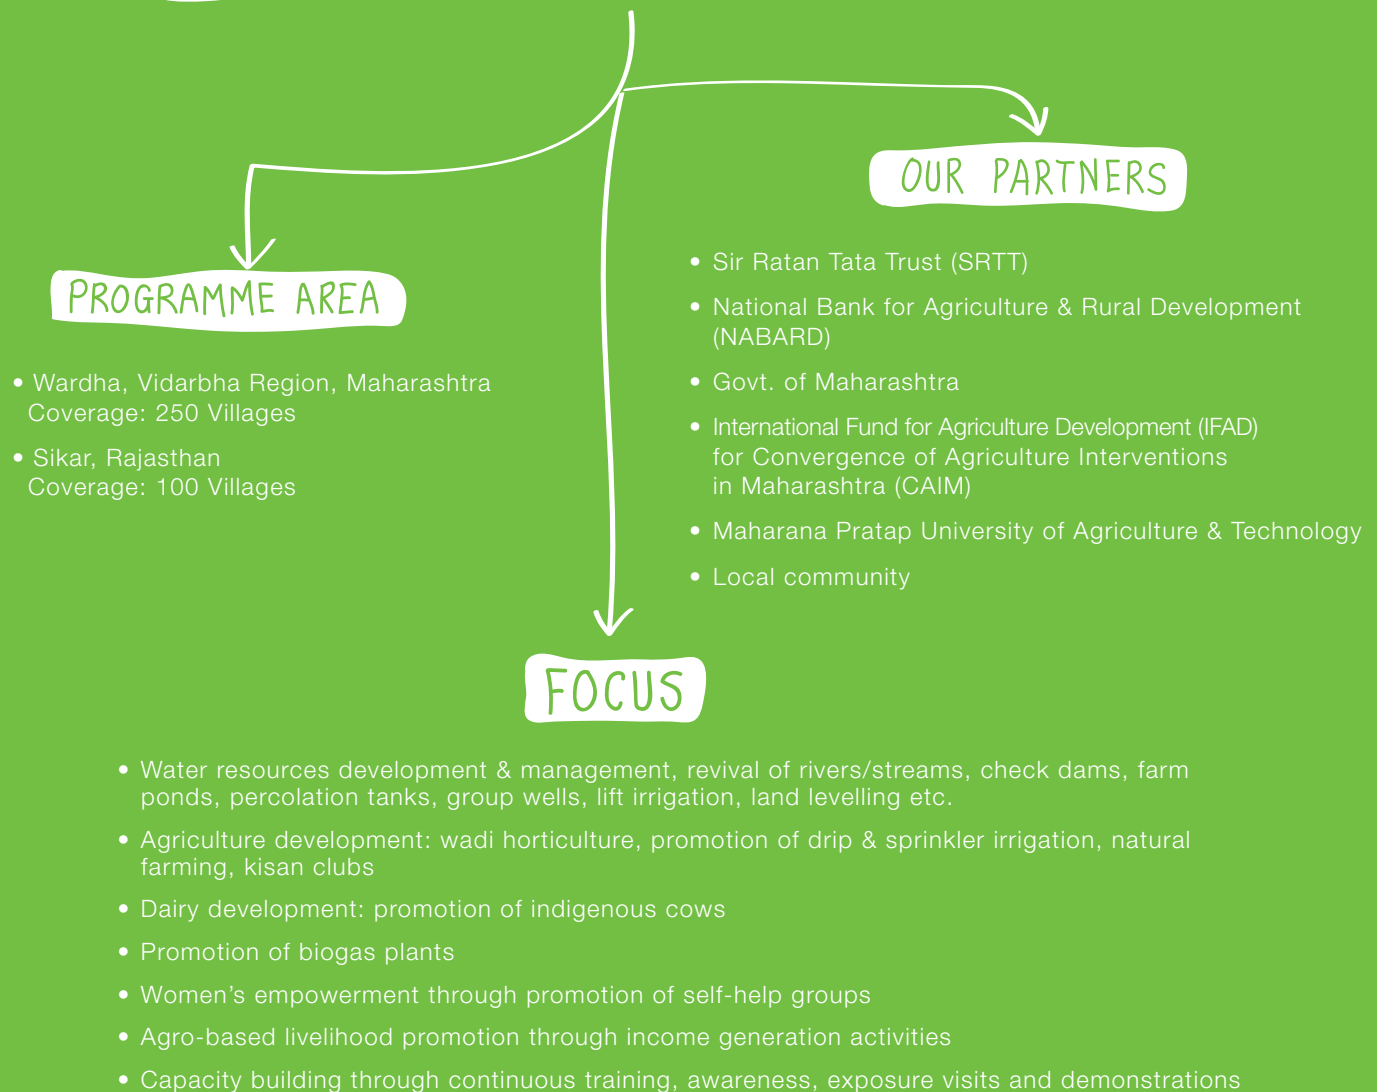 OUR PARTNERS
• Sir Ratan Tata Trust (SRTT)
• National Bank for Agriculture & Rural Development
(NABARD)
• Govt. of Maharashtra
• International Fund for Agriculture Development (IFAD)
for Convergence of Agriculture Interventions
in Maharashtra (CAIM)
• Maharana Pratap University of Agriculture & Technology
• Local community
PROGRAMME AREA
• Wardha, Vidarbha Region, Maharashtra
Coverage: 250 Villages
• Sikar, Rajasthan
Coverage: 100 Villages
FOCUS
• Water resources development & management, revival of rivers/streams, check dams, farm
ponds, percolation tanks, group wells, lift irrigation, land levelling etc.
• Agriculture development: wadi horticulture, promotion of drip & sprinkler irrigation, natural
farming, kisan clubs
• Dairy development: promotion of indigenous cows
• Promotion of biogas plants
• Women’s empowerment through promotion of self-help groups
• Agro-based livelihood promotion through income generation activities
• Capacity building through continuous training, awareness, exposure visits and demonstrations